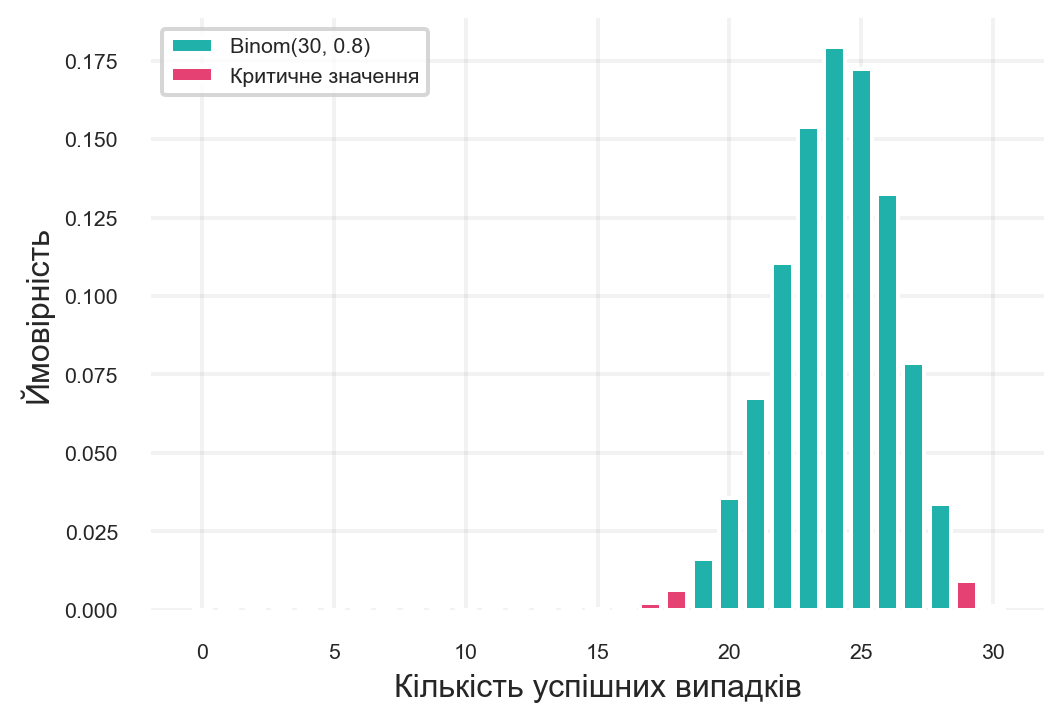 Binom(30, 0.8)
Критичне значення
Ймовірність
0.175
0.150
0.125
0.100
0.075
0.050
0.025
0.000
0 5 10 15 20 25 30
Кількість успішних випадків